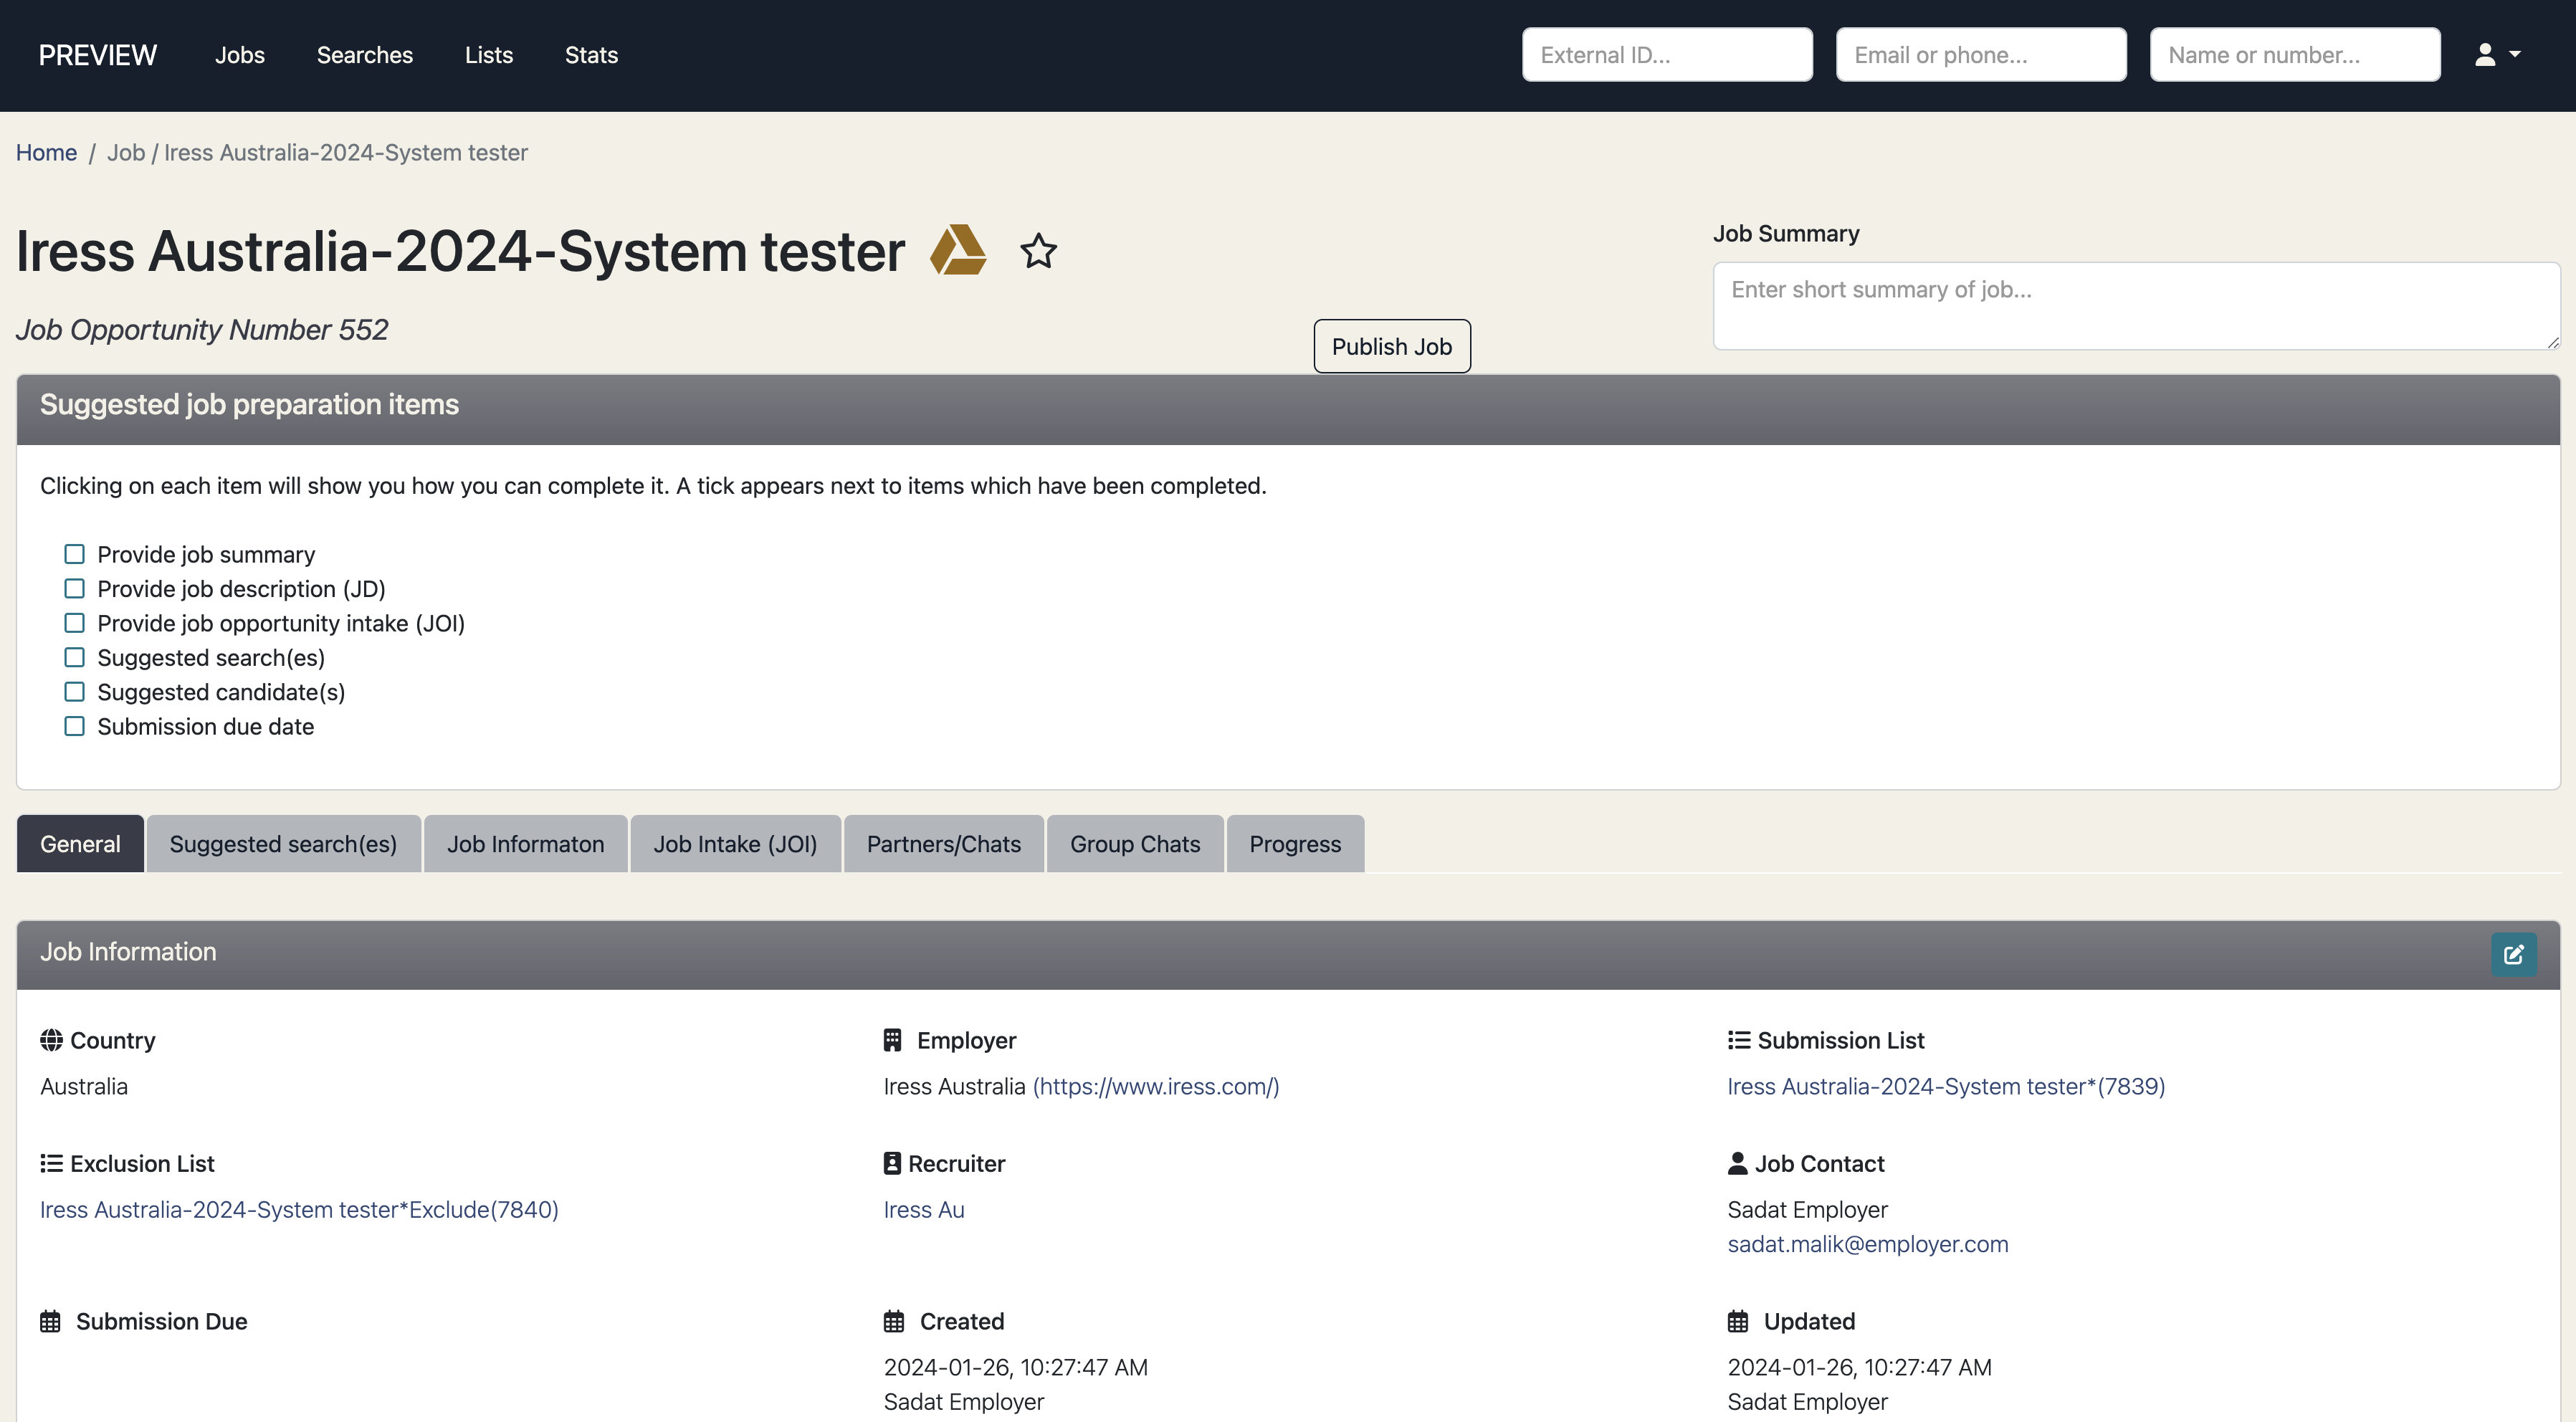 PREVIEW Jobs Searches Lists Stats External ID... Email or phone... Name or number...
Home / Job / Iress Australia-2024-System tester
Iress Australia-2024-System tester
Job Summary
Enter short summary of job...
Job Opportunity Number 552
Publish Job
Suggested job preparation items
Clicking on each item will show you how you can complete it. A tick appears next to items which have been completed.
Provide job summary
Provide job description (JD)
Provide job opportunity intake (JOI)
Suggested search(es)
Suggested candidate(s)
Submission due date
General Suggested search(es) Job Informaton Job Intake (JOI) Partners/Chats Group Chats Progress
Job Information
Country
Australia
Employer
Iress Australia (https://www.iress.com/)
Submission List
Iress Australia-2024-System tester*(7839)
Exclusion List
Iress Australia-2024-System tester*Exclude(7840)
Recruiter
Iress Au
Job Contact
Sadat Employer
sadat.malik@employer.com
Submission Due
Created
2024-01-26, 10:27:47 AM
Sadat Employer
Updated
2024-01-26, 10:27:47 AM
Sadat Employer